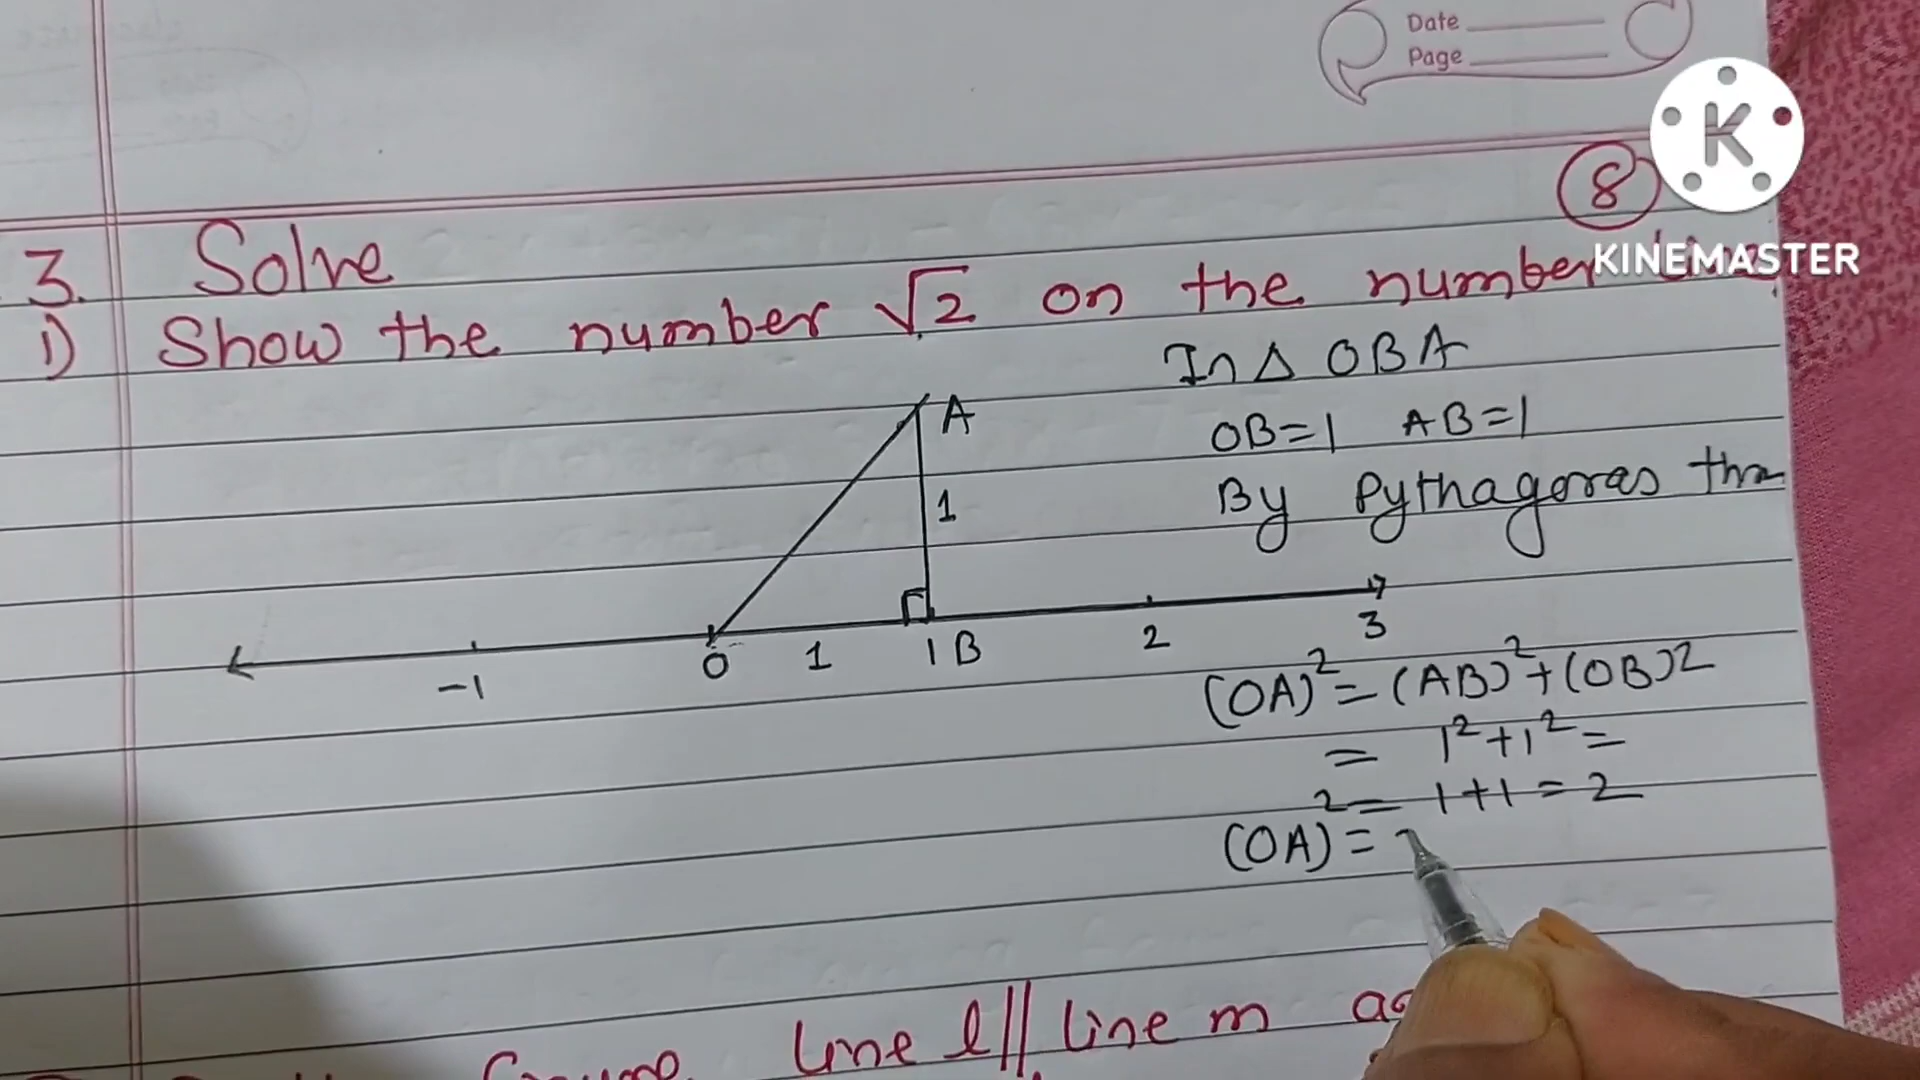 Date
Page
K
8
KINEMASTER
3. Solve
1) Show the number √2 on the number
In △ OBA
A
OB=1 AB=1
By Pythagoras thm
1
-1 0 1 1 B 2 3
(OA)²=(AB)²+(OB)2
= 1²+1²=
= 1+1=2
(OA)²=
line l|| line m